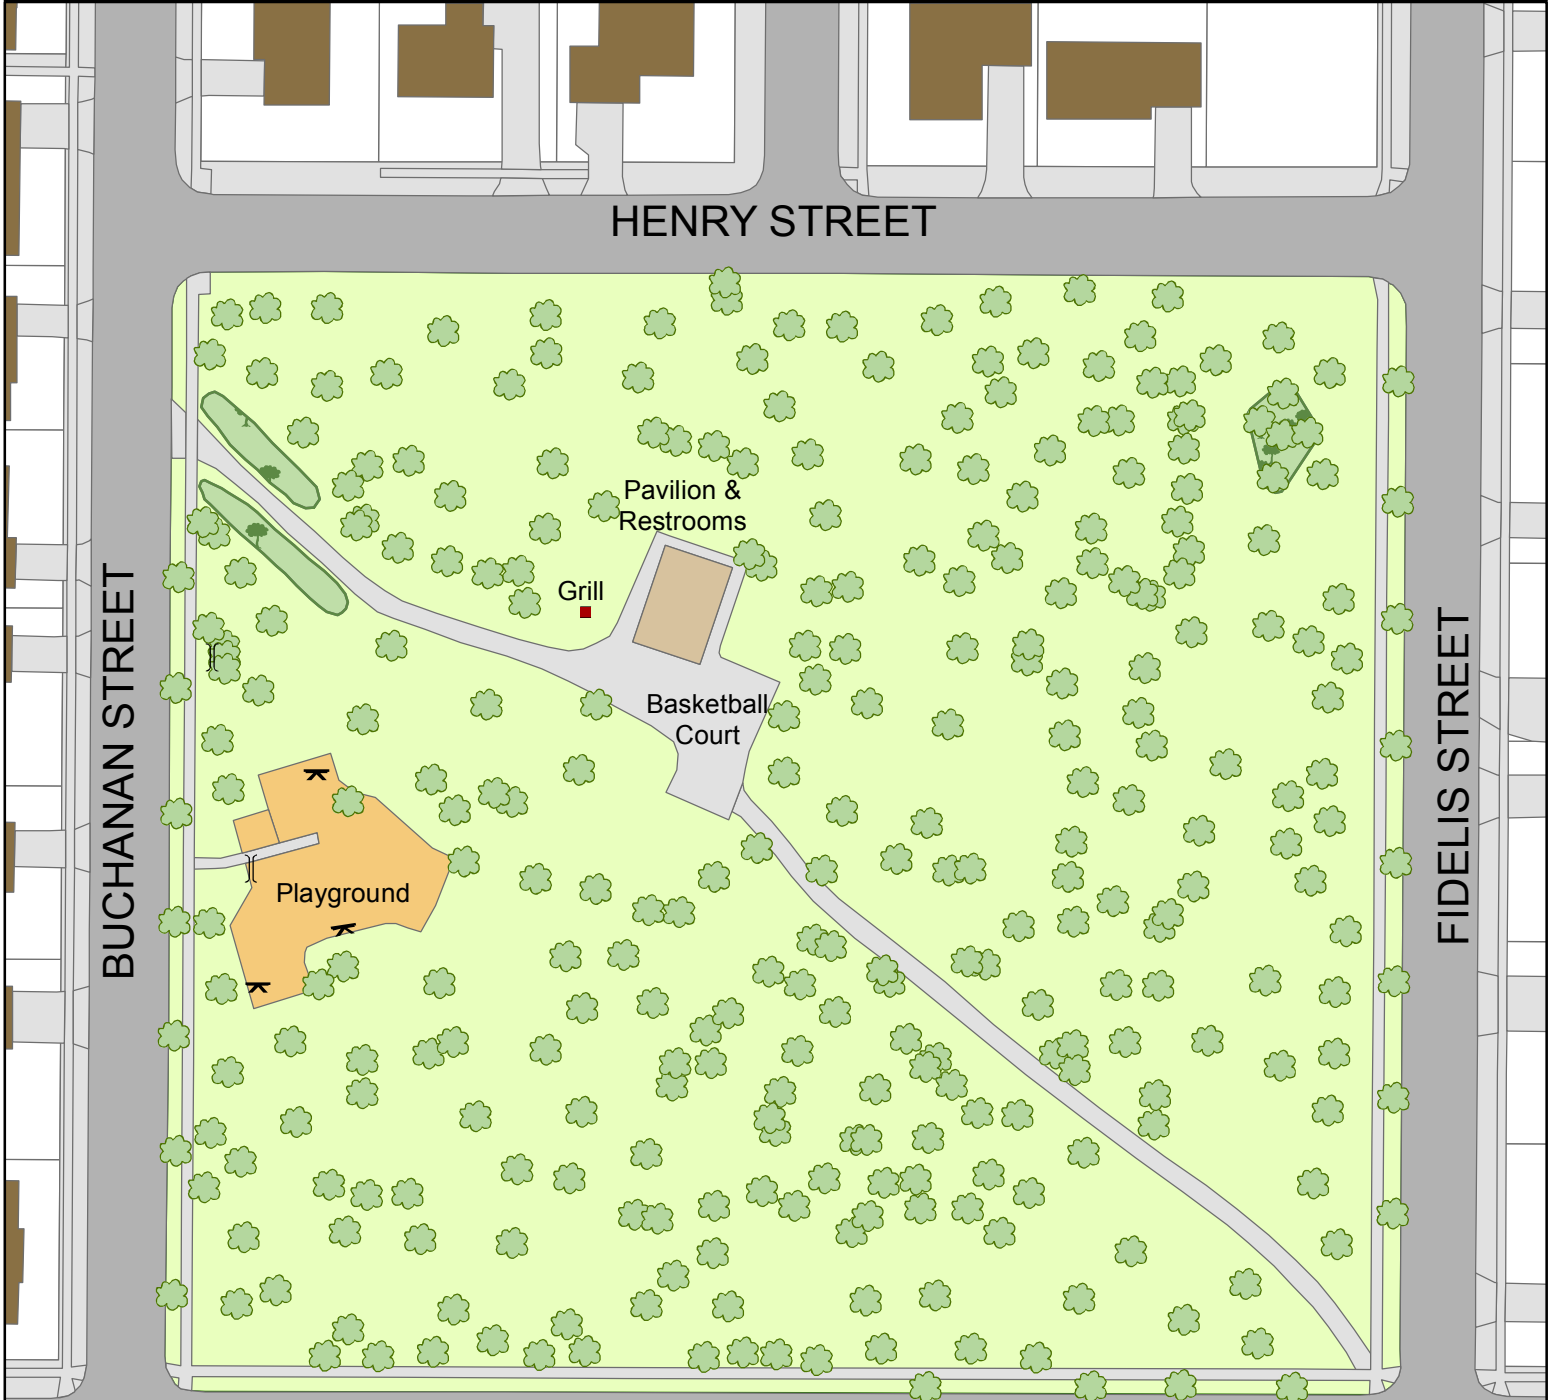 HENRY STREET
Pavilion &
Restrooms
Grill
Basketball
Court
Playground
BUCHANAN STREET
FIDELIS STREET